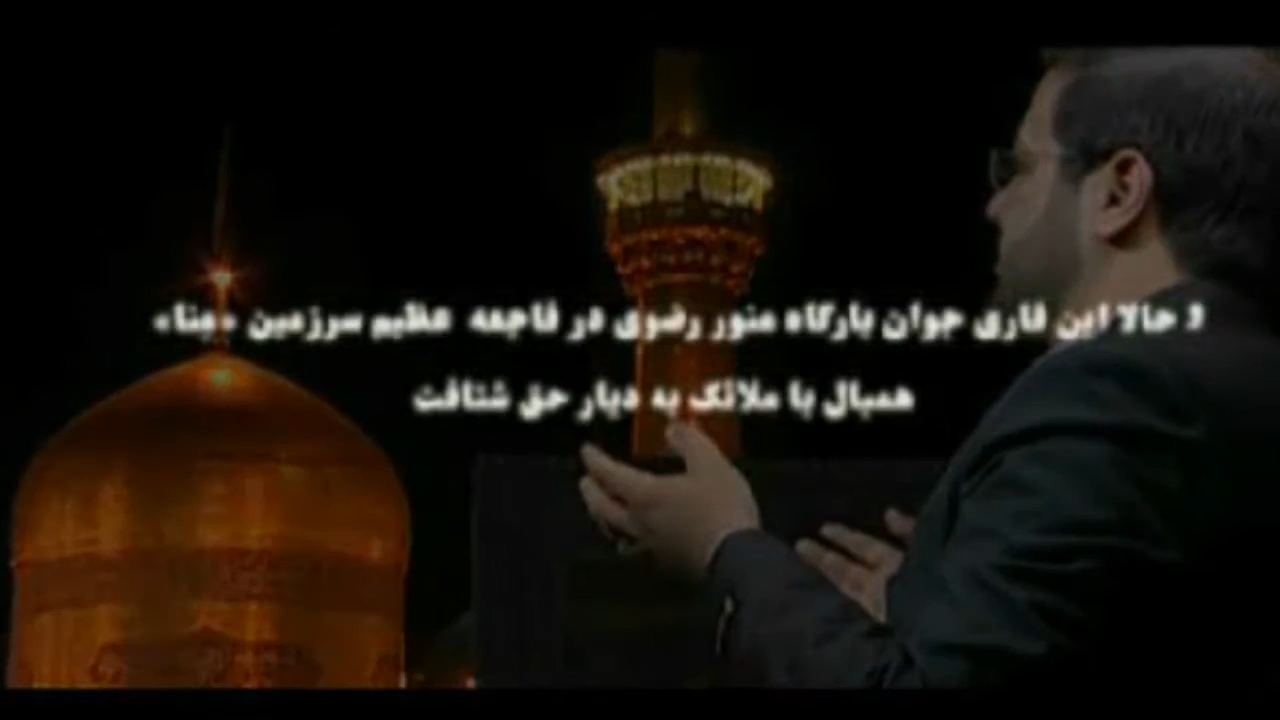 و حالا این قاری جوان بارگاه منور رضوی در فاجعه عظیم سرزمین «منا»
همبال با ملائک به دیار حق شتافت